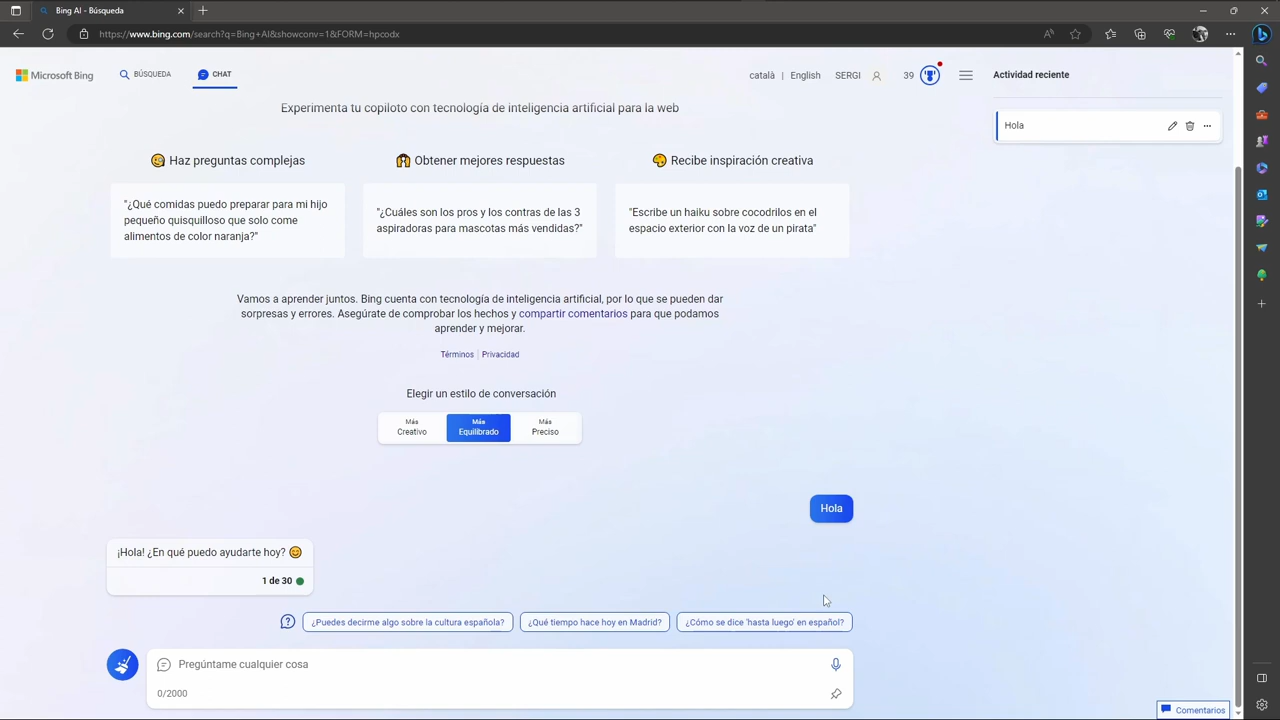 Bing AI - Búsqueda
https://www.bing.com/search?q=Bing+AI&showconv=1&FORM=hpcodx
Microsoft Bing
BÚSQUEDA
CHAT
català | English
SERGI
39
Actividad reciente
Hola
Experimenta tu copiloto con tecnología de inteligencia artificial para la web
Haz preguntas complejas
"¿Qué comidas puedo preparar para mi hijo
pequeño quisquilloso que solo come
alimentos de color naranja?"
Obtener mejores respuestas
"¿Cuáles son los pros y los contras de las 3
aspiradoras para mascotas más vendidas?"
Recibe inspiración creativa
"Escribe un haiku sobre cocodrilos en el
espacio exterior con la voz de un pirata"
Vamos a aprender juntos. Bing cuenta con tecnología de inteligencia artificial, por lo que se pueden dar
sorpresas y errores. Asegúrate de comprobar los hechos y compartir comentarios para que podamos
aprender y mejorar.
Términos | Privacidad
Elegir un estilo de conversación
Más
Creativo
Más
Equilibrado
Más
Preciso
Hola
¡Hola! ¿En qué puedo ayudarte hoy? 😊
1 de 30
¿Puedes decirme algo sobre la cultura española?
¿Qué tiempo hace hoy en Madrid?
¿Cómo se dice 'hasta luego' en español?
Pregúntame cualquier cosa
0/2000
Comentarios